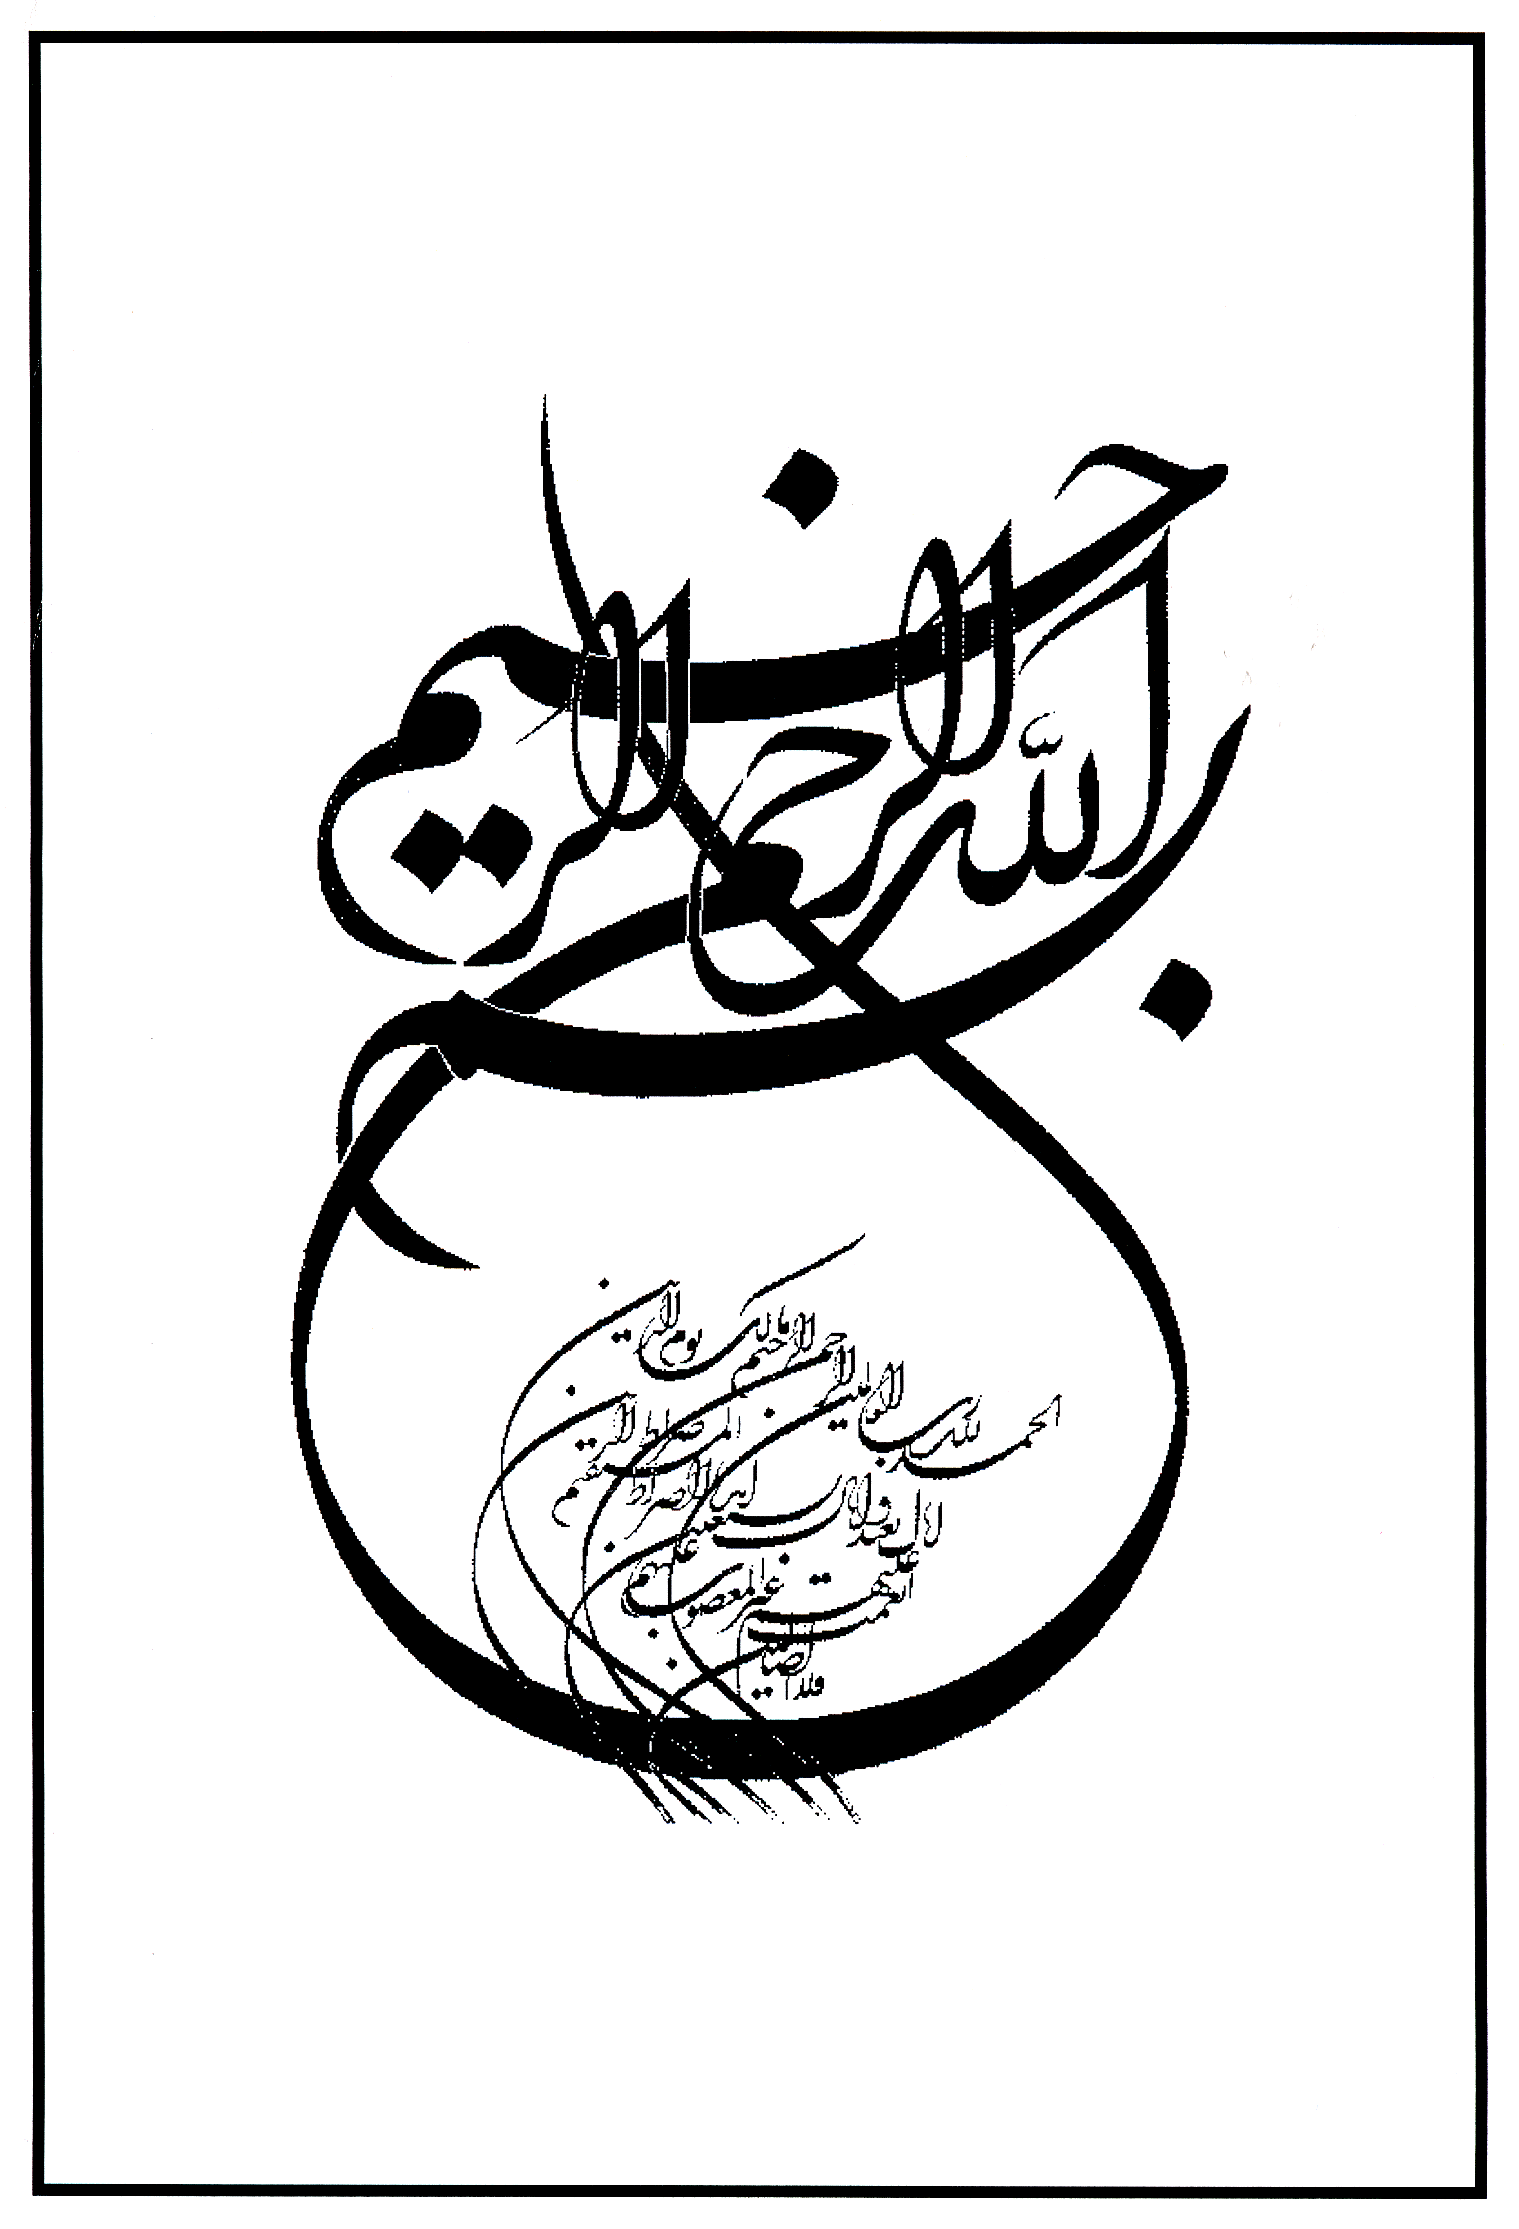 بسم الله الرحمن الرحیم
الحمد لله رب العالمین
الرحمن الرحیم
مالک یوم الدین
ایاک نعبد و ایاک نستعین
اهدنا الصراط المستقیم
صراط الذین
انعمت علیهم
غیر المغضوب علیهم
ولا الضالین